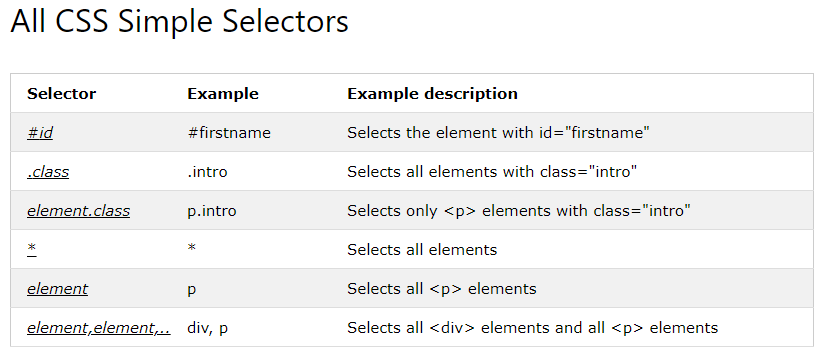 All CSS Simple Selectors
Selector Example Example description
#id #firstname Selects the element with id="firstname"
.class .intro Selects all elements with class="intro"
element.class p.intro Selects only <p> elements with class="intro"
* * Selects all elements
element p Selects all <p> elements
element,element,.. div, p Selects all <div> elements and all <p> elements